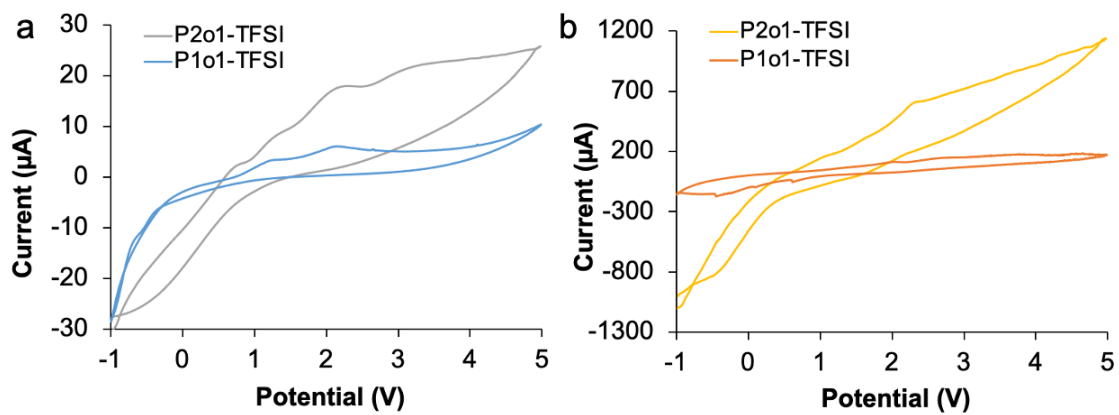 a
P2o1-TFSI
P1o1-TFSI
30
20
10
0
-10
-20
-30
Current (µA)
-1 0 1 2 3 4 5
Potential (V)
b
P2o1-TFSI
P1o1-TFSI
1200
700
200
-300
-800
-1300
Current (µA)
-1 0 1 2 3 4 5
Potential (V)